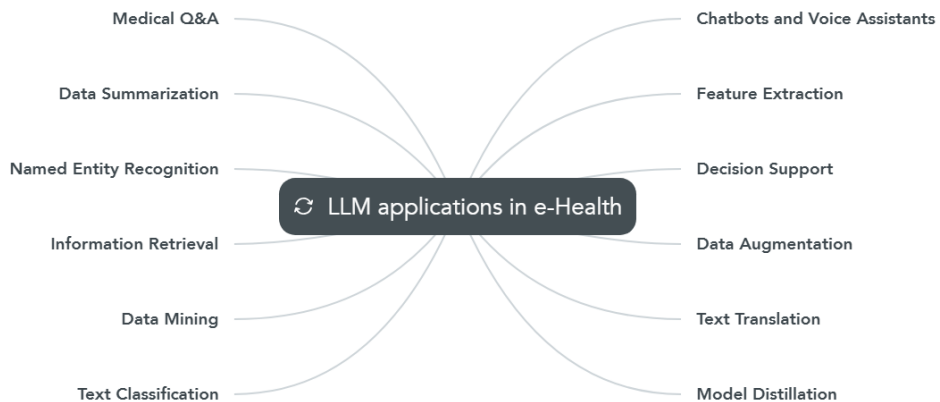 Medical Q&A
Data Summarization
Named Entity Recognition
Information Retrieval
Data Mining
Text Classification
LLM applications in e-Health
Chatbots and Voice Assistants
Feature Extraction
Decision Support
Data Augmentation
Text Translation
Model Distillation